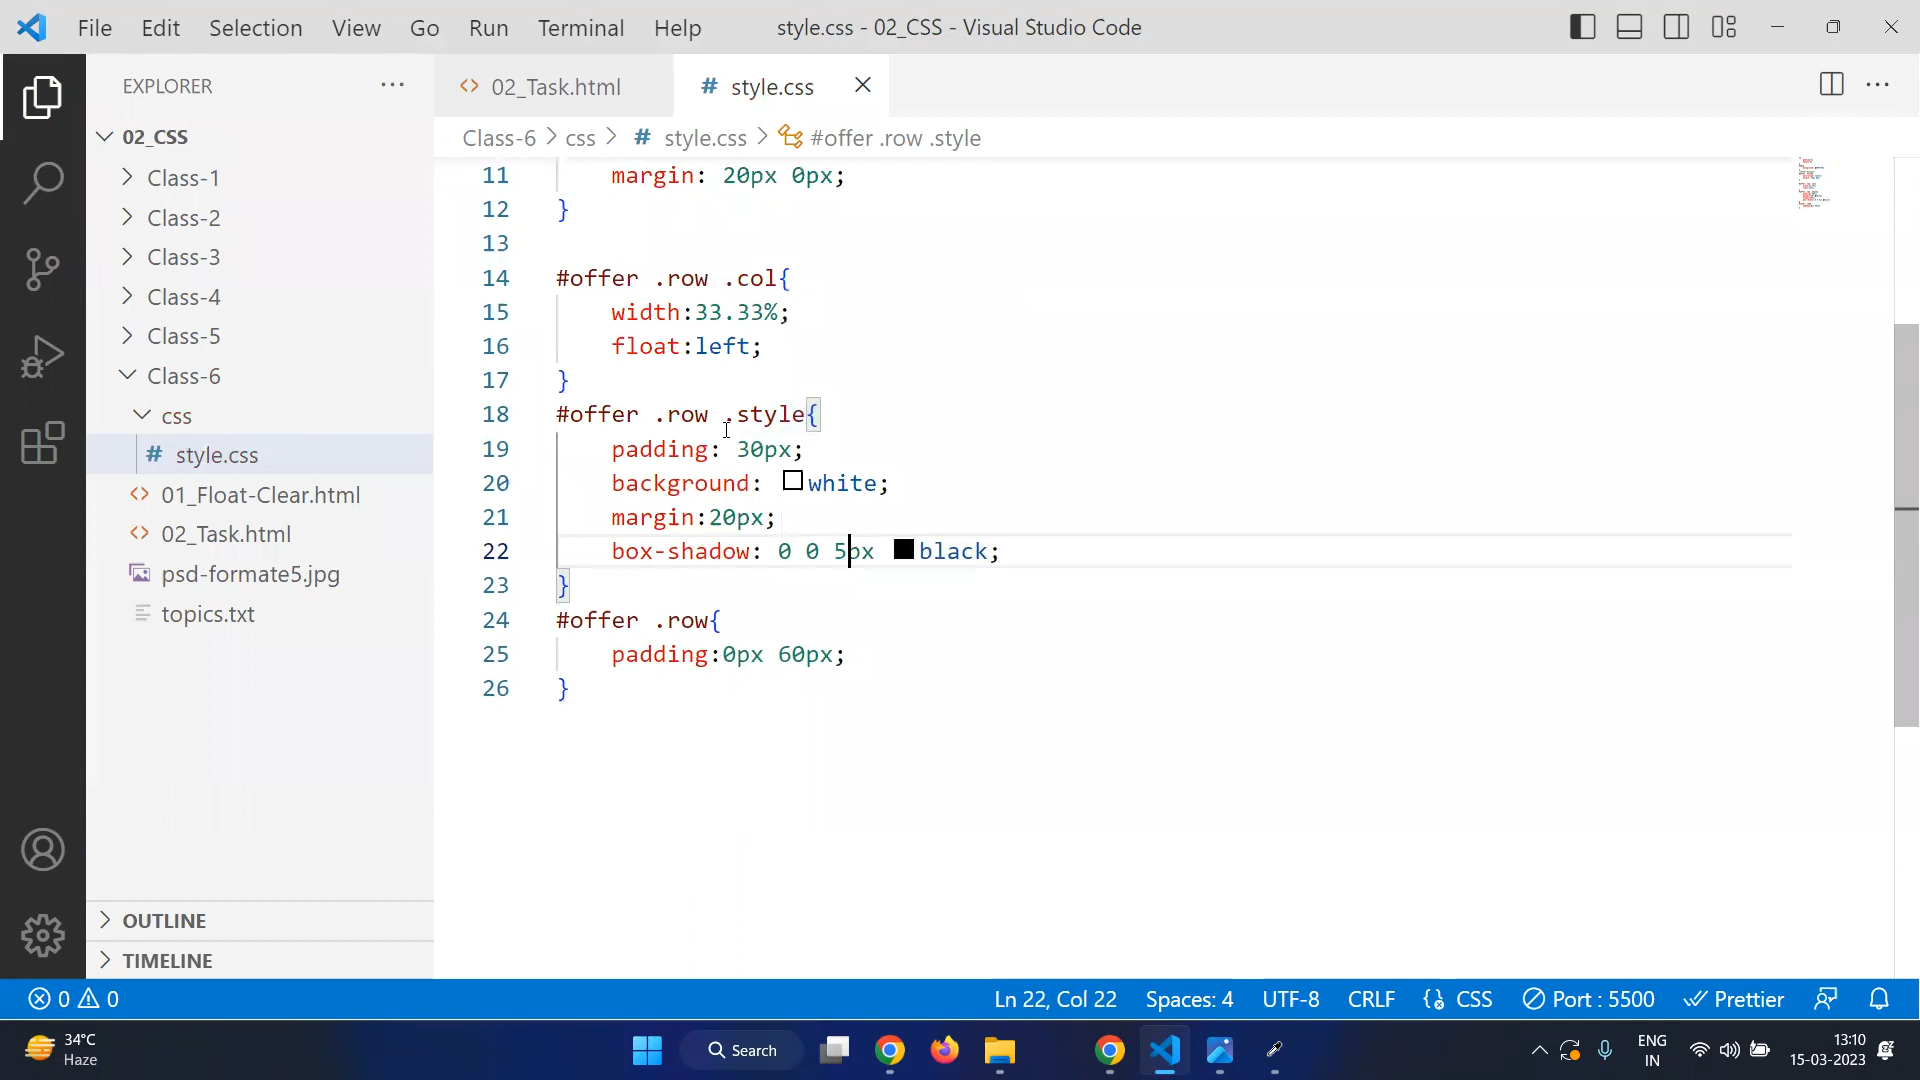 File Edit Selection View Go Run Terminal Help style.css - 02_CSS - Visual Studio Code
EXPLORER ···
02_Task.html
# style.css
Class-6 > css > # style.css > #offer .row .style
02_CSS
Class-1
Class-2
Class-3
Class-4
Class-5
Class-6
css
# style.css
01_Float-Clear.html
02_Task.html
psd-formate5.jpg
topics.txt
OUTLINE
TIMELINE
11 margin: 20px 0px;
12 }
13
14 #offer .row .col{
15 width:33.33%;
16 float:left;
17 }
18 #offer .row .style{
19 padding: 30px;
20 background: white;
21 margin:20px;
22 box-shadow: 0 0 5px black;
23 }
24 #offer .row{
25 padding:0px 60px;
26 }
0 0 Ln 22, Col 22 Spaces: 4 UTF-8 CRLF CSS Port : 5500 Prettier
34°C
Haze
Search
ENG
IN
13:10
15-03-2023